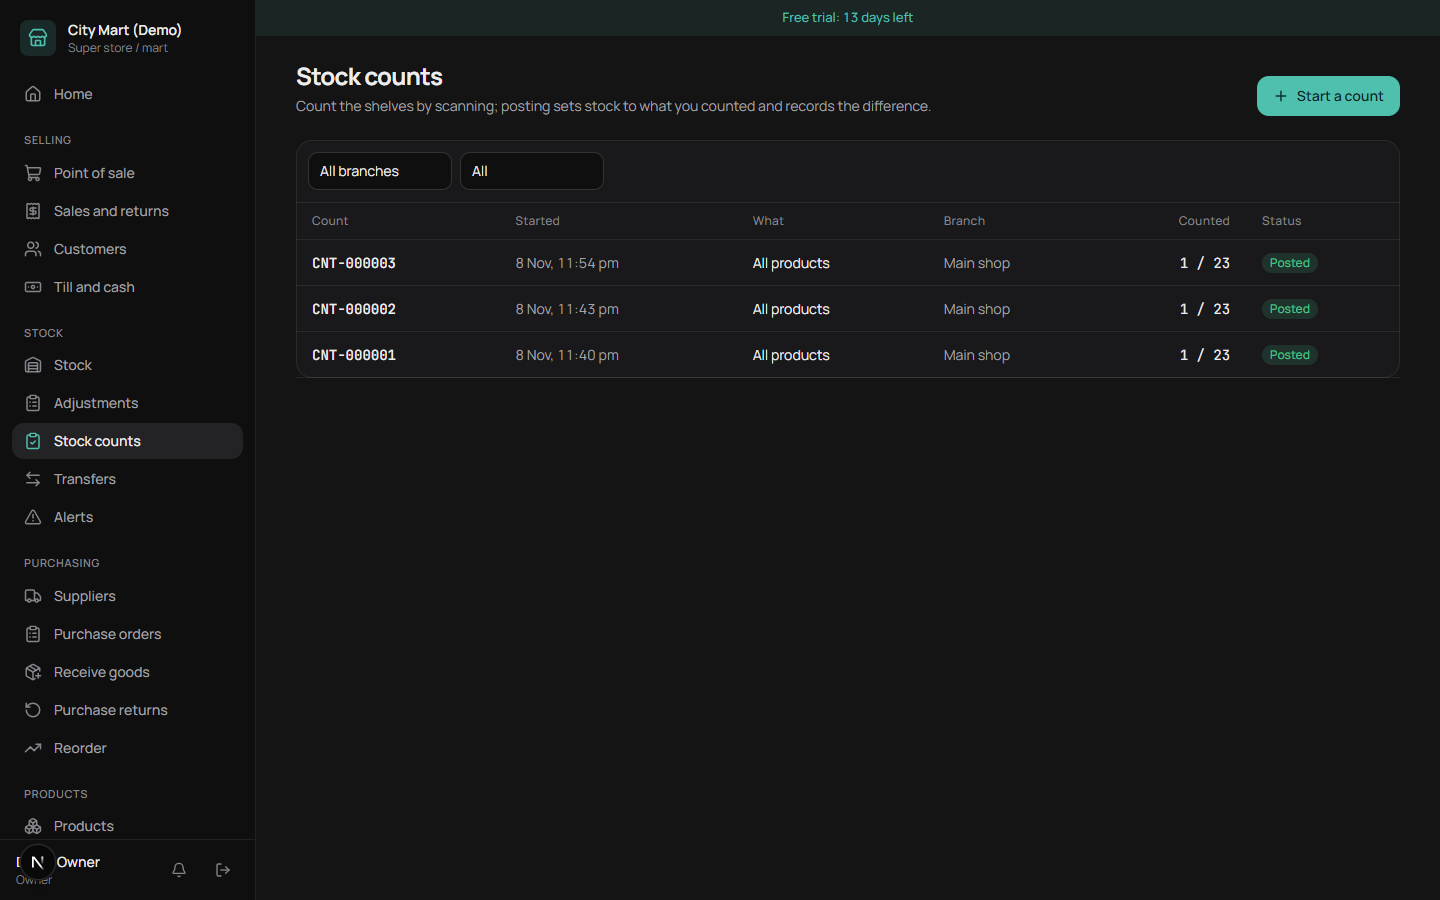 City Mart (Demo)
Super store / mart
Home
SELLING
Point of sale
Sales and returns
Customers
Till and cash
STOCK
Stock
Adjustments
Stock counts
Transfers
Alerts
PURCHASING
Suppliers
Purchase orders
Receive goods
Purchase returns
Reorder
PRODUCTS
Products
N Owner
Owner
Free trial: 13 days left
Stock counts
Count the shelves by scanning; posting sets stock to what you counted and records the difference.
Start a count
All branches All
Count Started What Branch Counted Status
CNT-000003 8 Nov, 11:54 pm All products Main shop 1 / 23 Posted
CNT-000002 8 Nov, 11:43 pm All products Main shop 1 / 23 Posted
CNT-000001 8 Nov, 11:40 pm All products Main shop 1 / 23 Posted